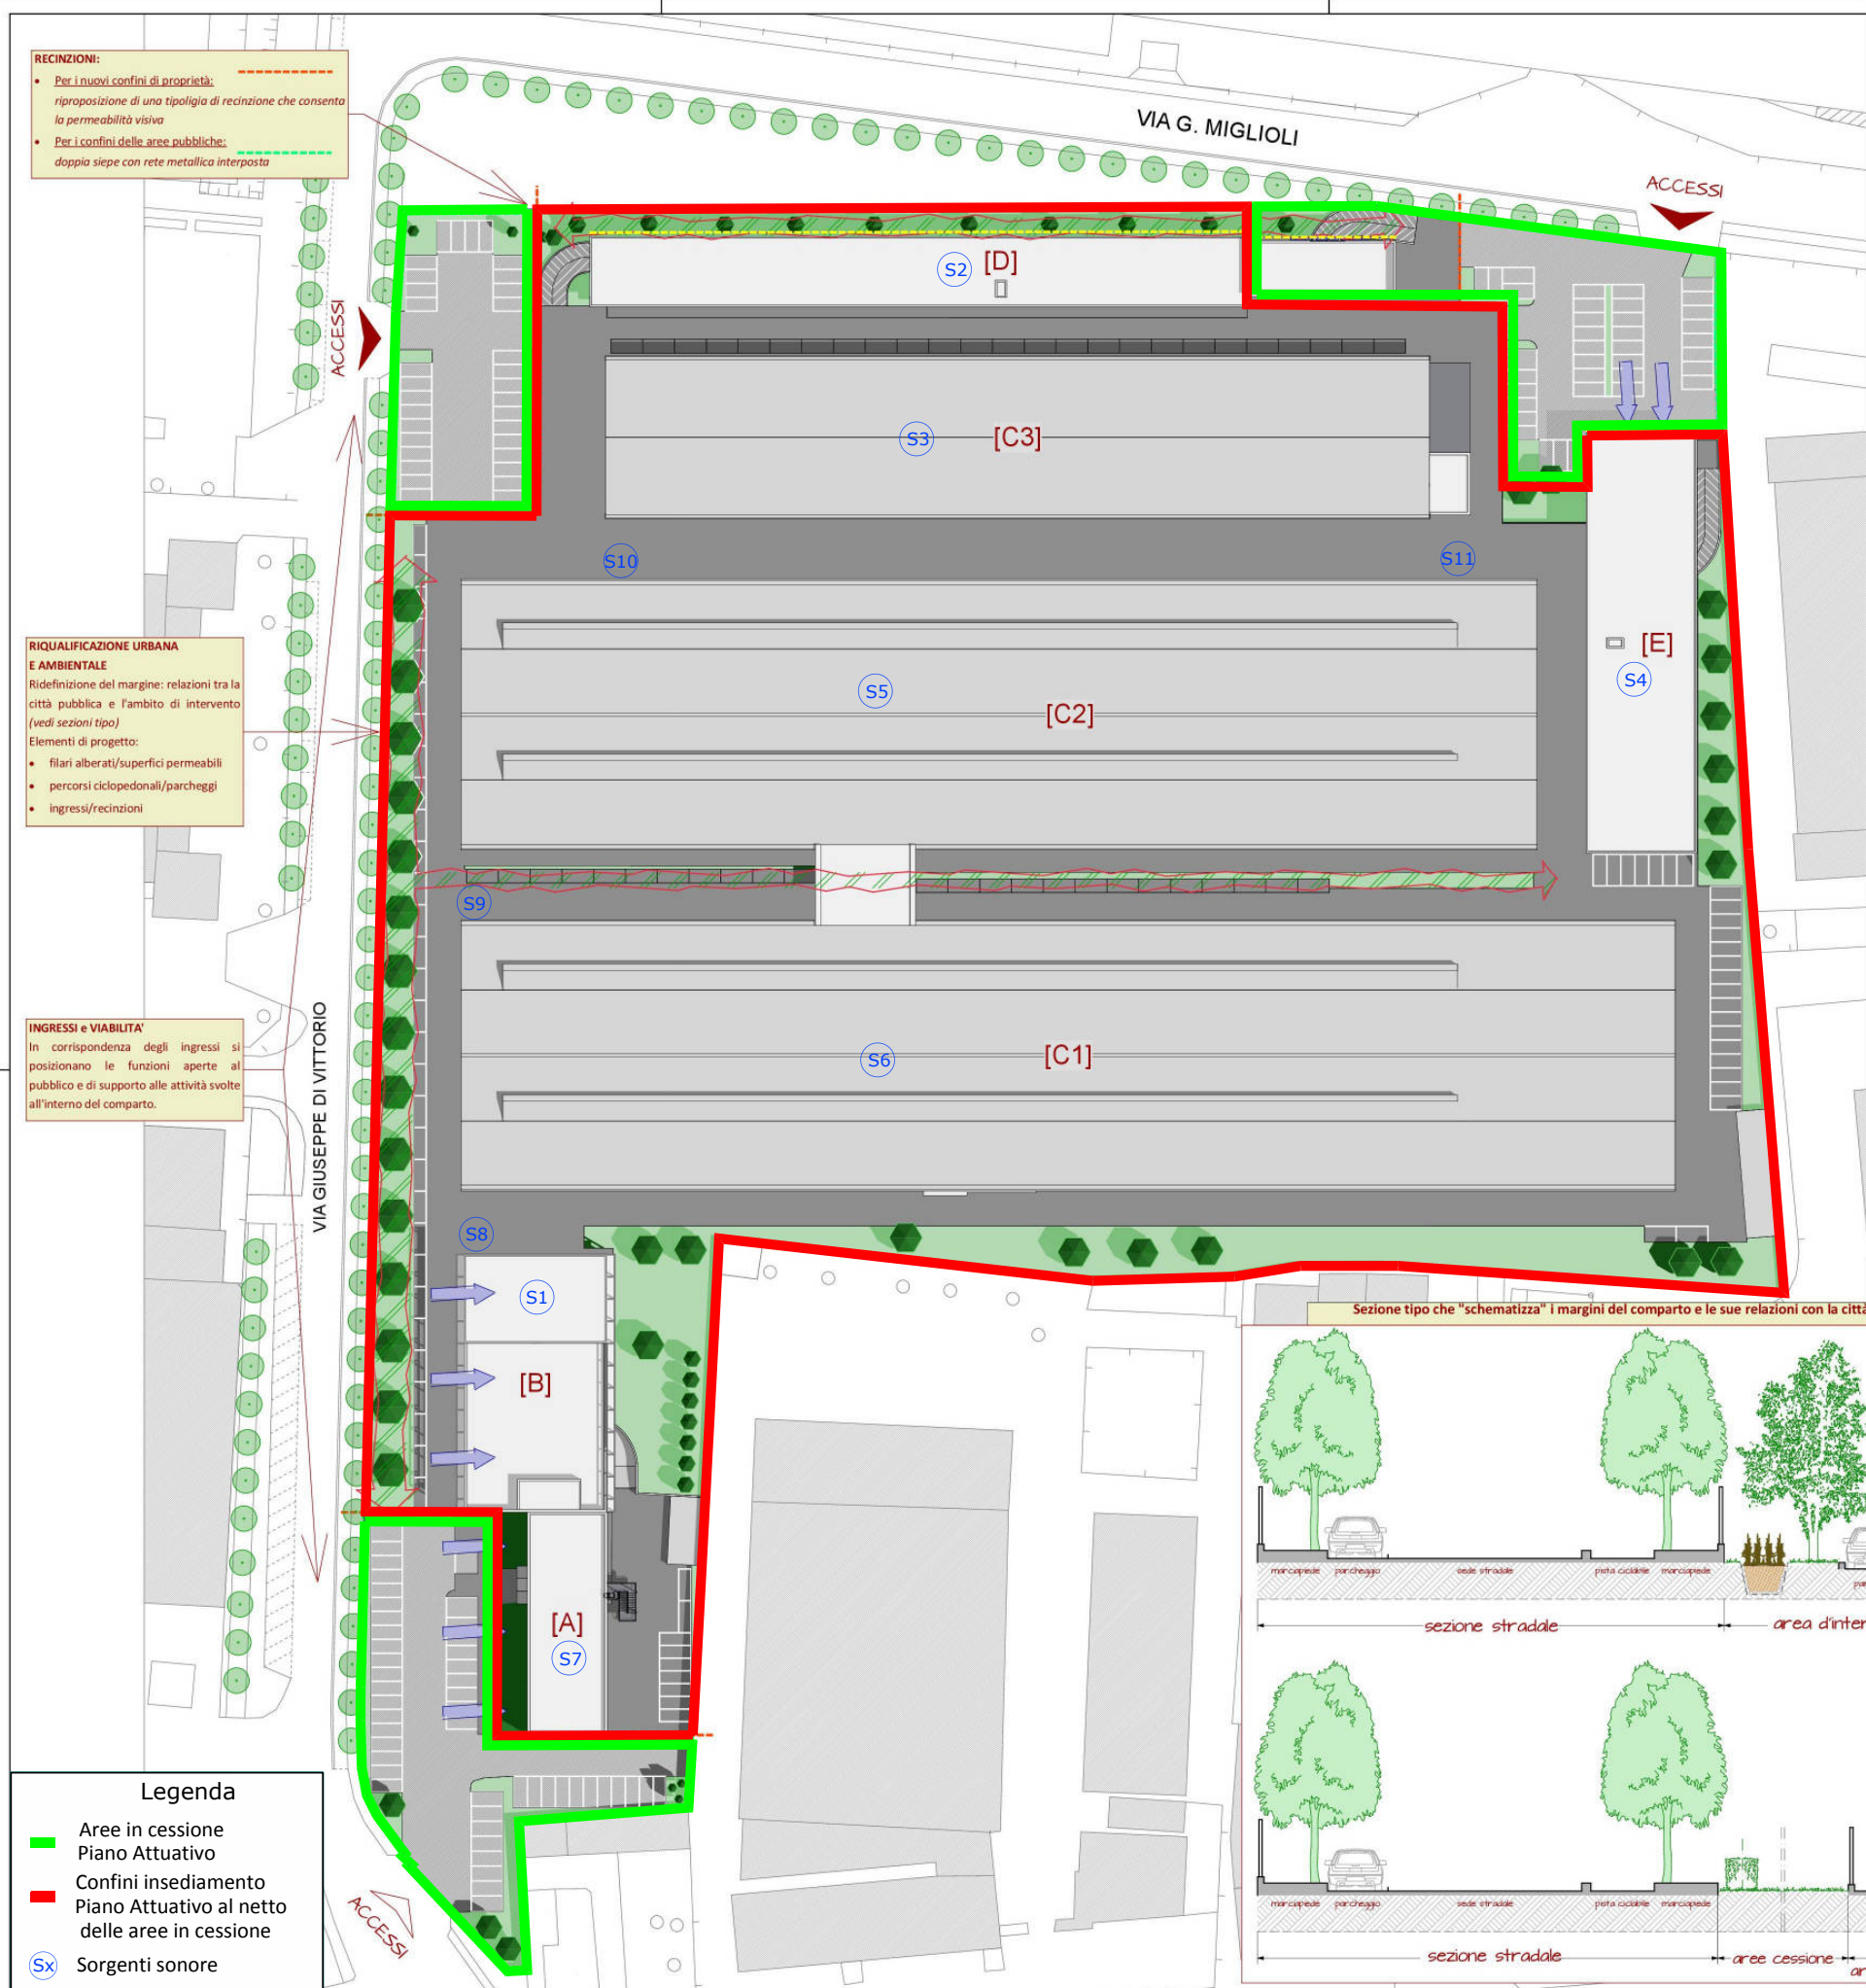 RECINZIONI:
• Per i nuovi confini di proprietà:
riproposizione di una tipoligia di recinzione che consenta
la permeabilità visiva
• Per i confini delle aree pubbliche:
doppia siepe con rete metallica interposta
VIA G. MIGLIOLI
ACCESSI
ACCESSI
S2
[D]
S3
[C3]
S10
S11
RIQUALIFICAZIONE URBANA
E AMBIENTALE
Ridefinizione del margine: relazioni tra la
città pubblica e l'ambito di intervento
(vedi sezioni tipo)
Elementi di progetto:
• filari alberati/superfici permeabili
• percorsi ciclopedonali/parcheggi
• ingressi/recinzioni
[E]
S4
S5
[C2]
S9
INGRESSI e VIABILITA'
In corrispondenza degli ingressi si
posizionano le funzioni aperte al
pubblico e di supporto alle attività svolte
all'interno del comparto.
VIA GIUSEPPE DI VITTORIO
S6
[C1]
S8
S1
[B]
[A]
S7
Sezione tipo che "schematizza" i margini del comparto e le sue relazioni con la città
marciapiede parcheggio sede stradale pista ciclabile marciapiede
sezione stradale
marciapiede parcheggio sede stradale pista ciclabile marciapiede
sezione stradale aree cessione
ACCESSI
Legenda
Aree in cessione
Piano Attuativo
Confini insediamento
Piano Attuativo al netto
delle aree in cessione
Sx Sorgenti sonore